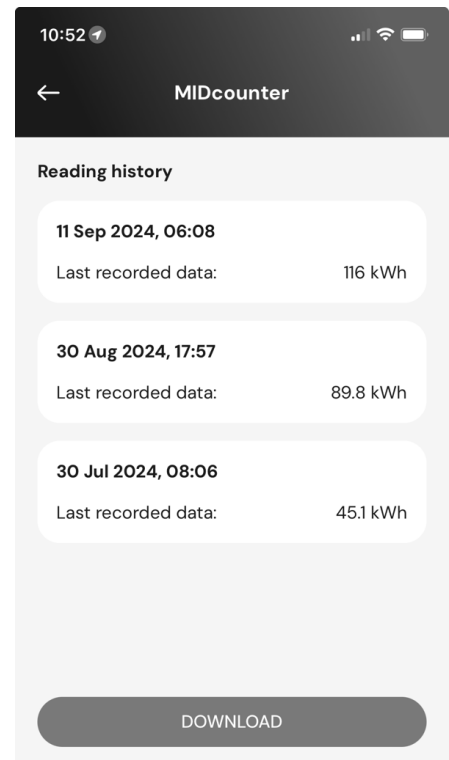 10:52
MIDcounter
Reading history
11 Sep 2024, 06:08
Last recorded data: 116 kWh
30 Aug 2024, 17:57
Last recorded data: 89.8 kWh
30 Jul 2024, 08:06
Last recorded data: 45.1 kWh
DOWNLOAD